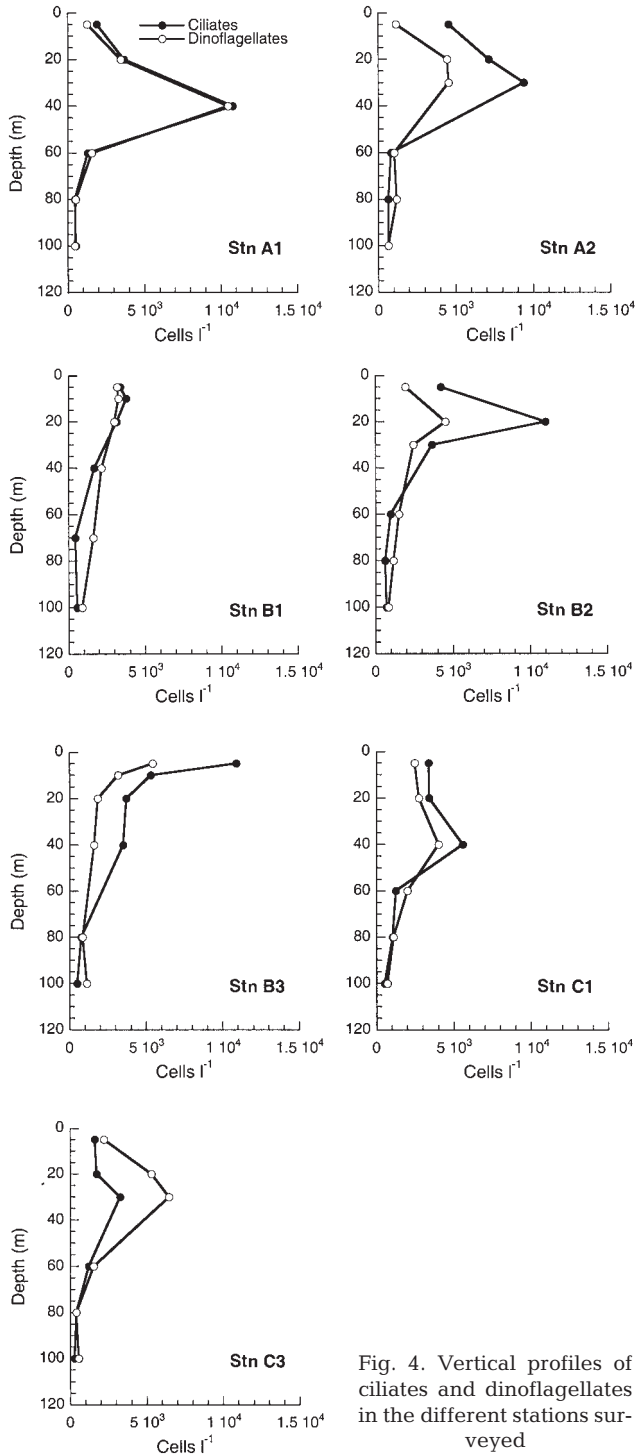 Ciliates
Dinoflagellates
0
20
40
60
80
100
120
Depth (m)
Stn A1
0 5 10³ 1 10⁴ 1.5 10⁴
Cells l⁻¹
0
20
40
60
80
100
120
Depth (m)
Stn A2
0 5 10³ 1 10⁴ 1.5 10⁴
Cells l⁻¹
0
20
40
60
80
100
120
Depth (m)
Stn B1
0 5 10³ 1 10⁴ 1.5 10⁴
Cells l⁻¹
0
20
40
60
80
100
120
Depth (m)
Stn B2
0 5 10³ 1 10⁴ 1.5 10⁴
Cells l⁻¹
0
20
40
60
80
100
120
Depth (m)
Stn B3
0 5 10³ 1 10⁴ 1.5 10⁴
Cells l⁻¹
0
20
40
60
80
100
120
Depth (m)
Stn C1
0 5 10³ 1 10⁴ 1.5 10⁴
Cells l⁻¹
0
20
40
60
80
100
120
Depth (m)
Stn C3
0 5 10³ 1 10⁴ 1.5 10⁴
Cells l⁻¹
Fig. 4. Vertical profiles of
ciliates and dinoflagellates
in the different stations sur-
veyed